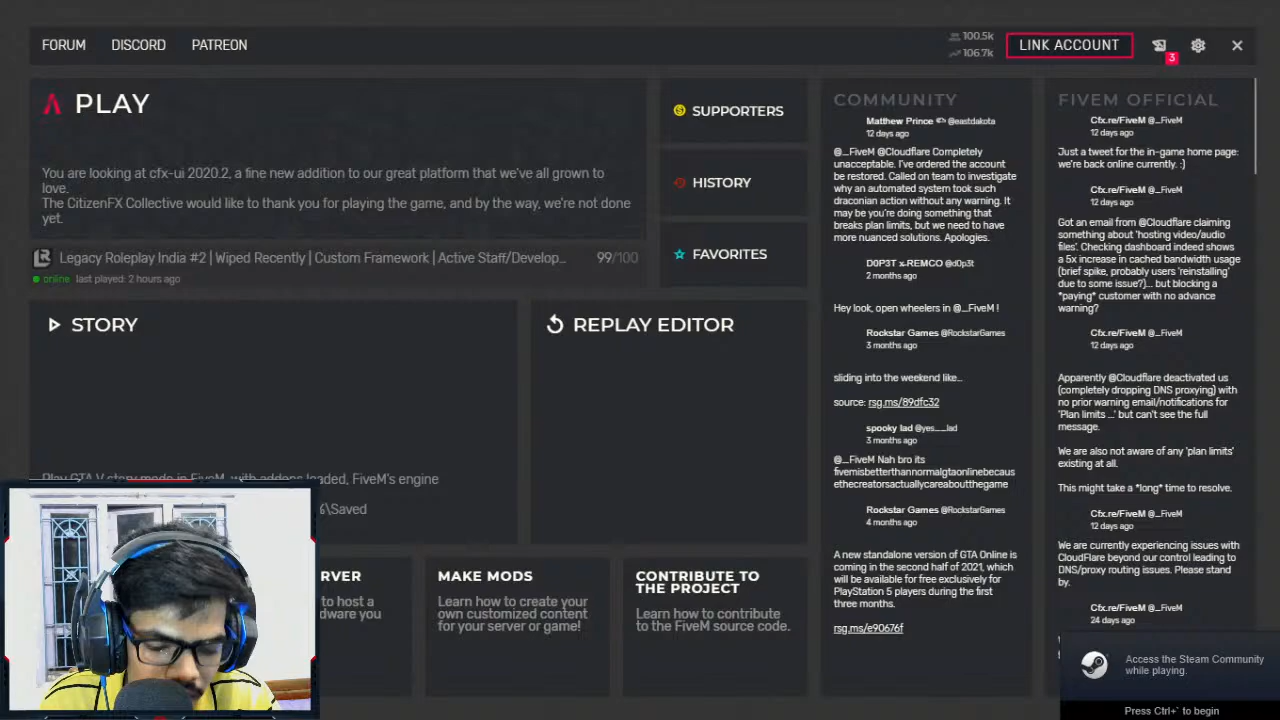 FORUM
DISCORD
PATREON
100.5k
106.7k
LINK ACCOUNT
3
PLAY
You are looking at cfx-ui 2020.2, a fine new addition to our great platform that we've all grown to
love.
The CitizenFX Collective would like to thank you for playing the game, and by the way, we're not done
yet.
Legacy Roleplay India #2 | Wiped Recently | Custom Framework | Active Staff/Develop...
99/100
online last played: 2 hours ago
SUPPORTERS
HISTORY
FAVORITES
STORY
Play GTA V story mode in FiveM, with addons loaded, FiveM's engine
\Saved
REPLAY EDITOR
RVER
to host a
dware you
MAKE MODS
Learn how to create your
own customized content
for your server or game!
CONTRIBUTE TO
THE PROJECT
Learn how to contribute
to the FiveM source code.
COMMUNITY
Matthew Prince @eastdakota
12 days ago
@_FiveM @Cloudflare Completely
unacceptable. I've ordered the account
be restored. Called on team to investigate
why an automated system took such
draconian action without any warning. It
may be you're doing something that
breaks plan limits, but we need to have
more nuanced solutions. Apologies.
D0P3T x-REMCO @d0p3t
2 months ago
Hey look, open wheelers in @_FiveM !
Rockstar Games @RockstarGames
3 months ago
sliding into the weekend like…
source: rsg.ms/89dfc32
spooky lad @yes__lad
3 months ago
@_FiveM Nah bro its
fivemisbetterthannormalgtaonlinebecaus
ethecreatorsactuallycareaboutthegame
Rockstar Games @RockstarGames
4 months ago
A new standalone version of GTA Online is
coming in the second half of 2021, which
will be available for free exclusively for
PlayStation 5 players during the first
three months.
rsg.ms/e90676f
FIVEM OFFICIAL
Cfx.re/FiveM @_FiveM
12 days ago
Just a tweet for the in-game home page:
we're back online currently. :)
Cfx.re/FiveM @_FiveM
12 days ago
Got an email from @Cloudflare claiming
something about 'hosting video/audio
files'. Checking dashboard indeed shows
a 5x increase in cached bandwidth usage
(brief spike, probably users 'reinstalling'
due to some issue?)... but blocking a
*paying* customer with no advance
warning?
Cfx.re/FiveM @_FiveM
12 days ago
Apparently @Cloudflare deactivated us
(completely dropping DNS proxying) with
no prior warning email/notifications for
'Plan limits ...' but can't see the full
message.
We are also not aware of any 'plan limits'
existing at all.
This might take a *long* time to resolve.
Cfx.re/FiveM @_FiveM
12 days ago
We are currently experiencing issues with
CloudFlare beyond our control leading to
DNS/proxy routing issues. Please stand
by.
Cfx.re/FiveM @_FiveM
24 days ago
Access the Steam Community
while playing.
Press Ctrl+` to begin